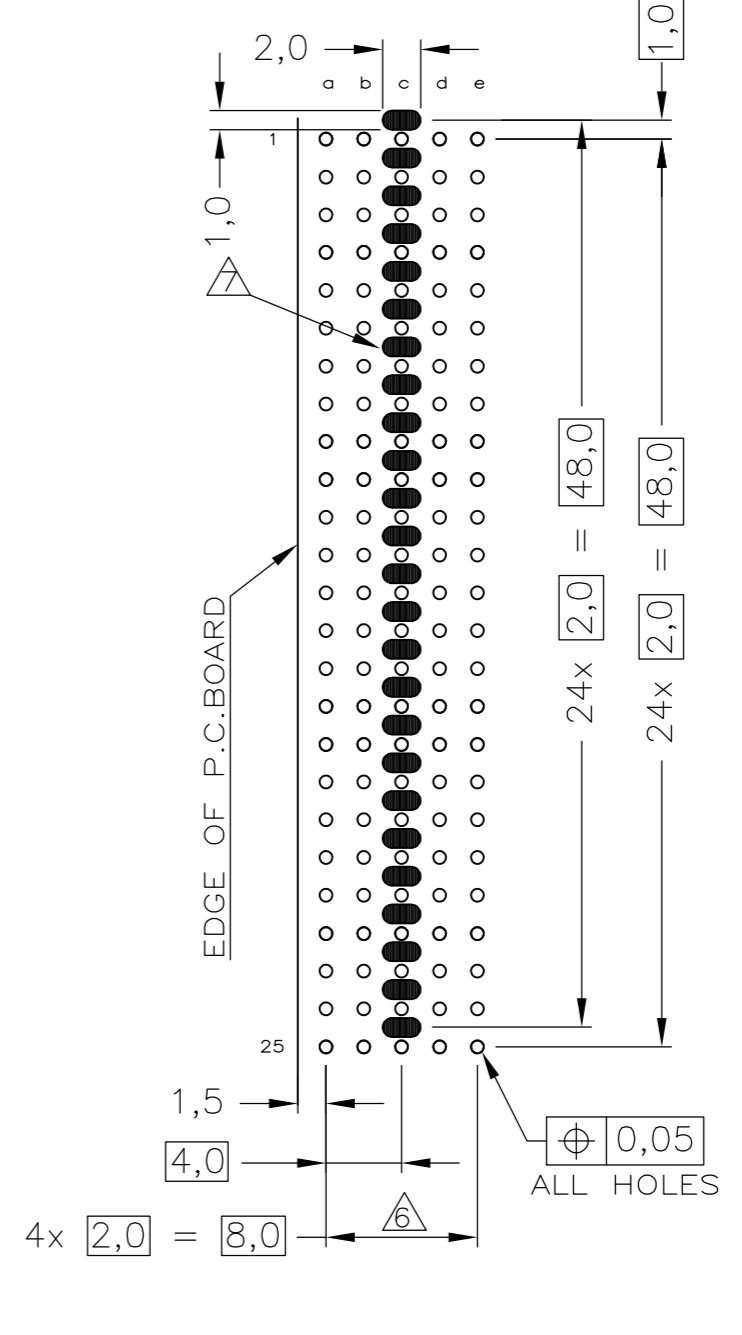 1,0
2,0
a b c d e
1
1,0
7
24x 2,0 = 48,0
24x 2,0 = 48,0
EDGE OF P.C.BOARD
25
1,5
4,0
⌖ 0,05
ALL HOLES
6
4x 2,0 = 8,0